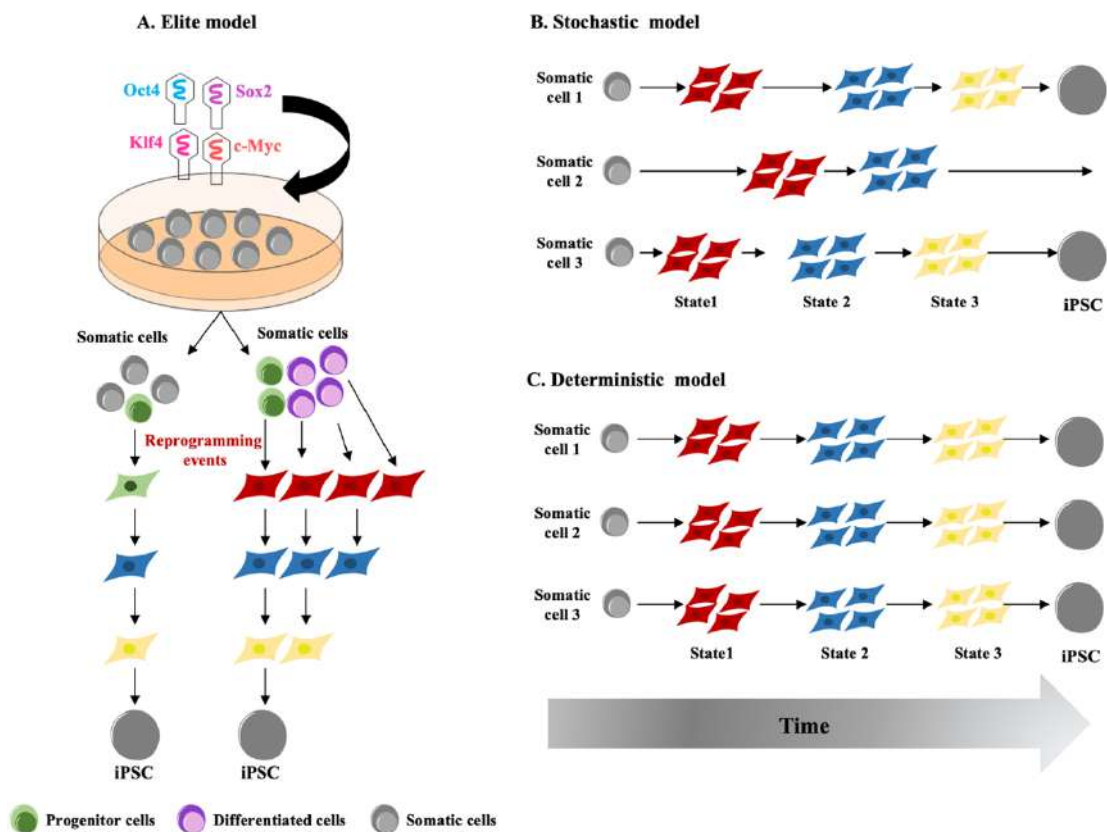 A. Elite model
Oct4
Sox2
Klf4
c-Myc
Somatic cells
Somatic cells
Reprogramming
events
iPSC
iPSC
Progenitor cells
Differentiated cells
Somatic cells
B. Stochastic model
Somatic
cell 1
Somatic
cell 2
Somatic
cell 3
State1
State 2
State 3
iPSC
C. Deterministic model
Somatic
cell 1
Somatic
cell 2
Somatic
cell 3
State1
State 2
State 3
iPSC
Time